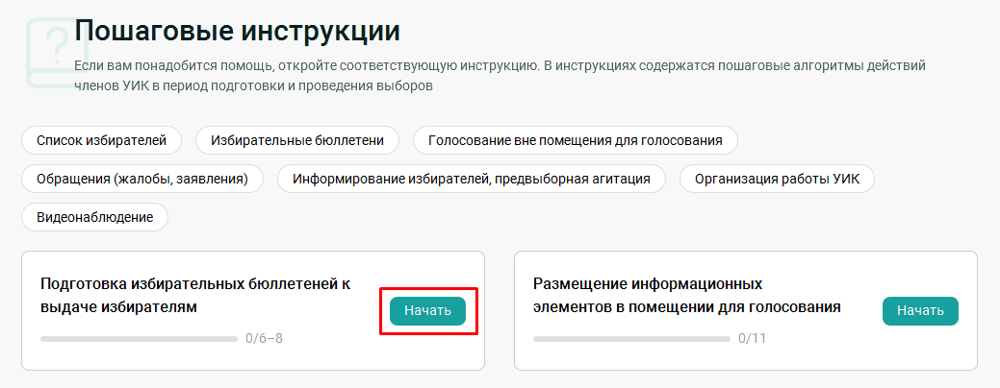 Пошаговые инструкции
Если вам понадобится помощь, откройте соответствующую инструкцию. В инструкциях содержатся пошаговые алгоритмы действий
членов УИК в период подготовки и проведения выборов
Список избирателей
Избирательные бюллетени
Голосование вне помещения для голосования
Обращения (жалобы, заявления)
Информирование избирателей, предвыборная агитация
Организация работы УИК
Видеонаблюдение
Подготовка избирательных бюллетеней к
выдаче избирателям
Начать
0/6–8
Размещение информационных
элементов в помещении для голосования
Начать
0/11